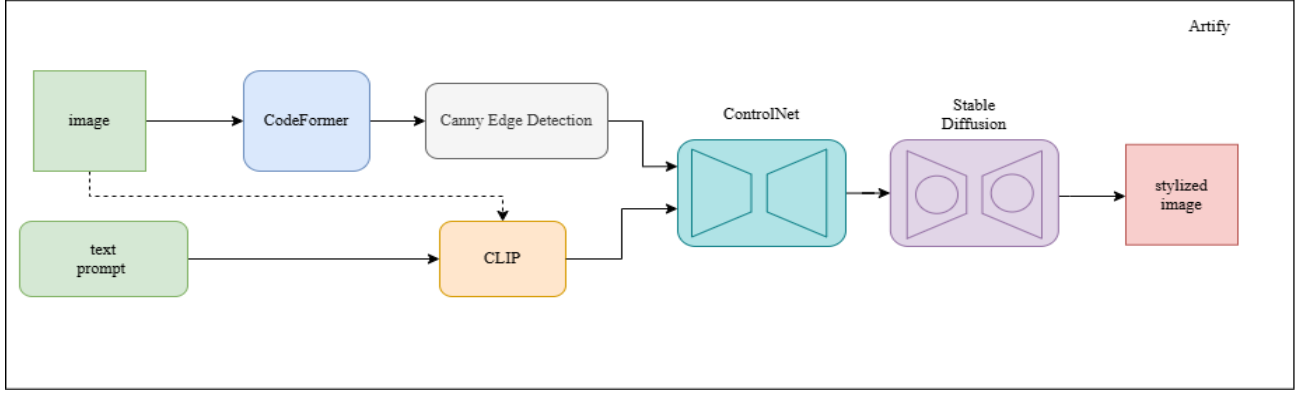 Artify
image
CodeFormer
Canny Edge Detection
ControlNet
Stable
Diffusion
stylized
image
text
prompt
CLIP